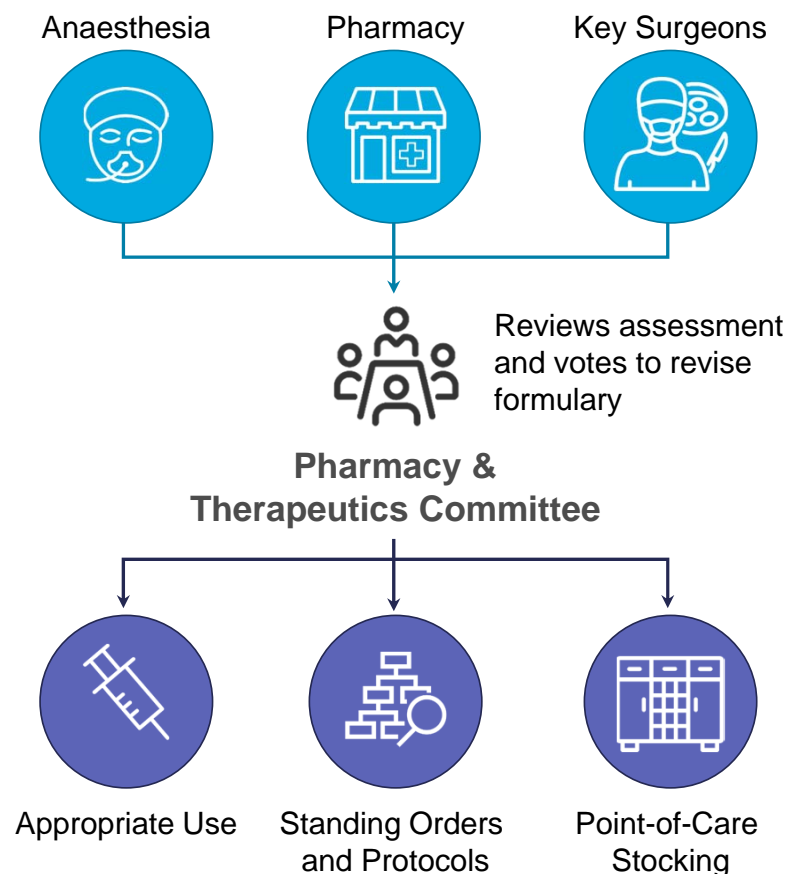 Anaesthesia
Pharmacy
Key Surgeons
Reviews assessment
and votes to revise
formulary
Pharmacy &
Therapeutics Committee
Appropriate Use
Standing Orders
and Protocols
Point-of-Care
Stocking